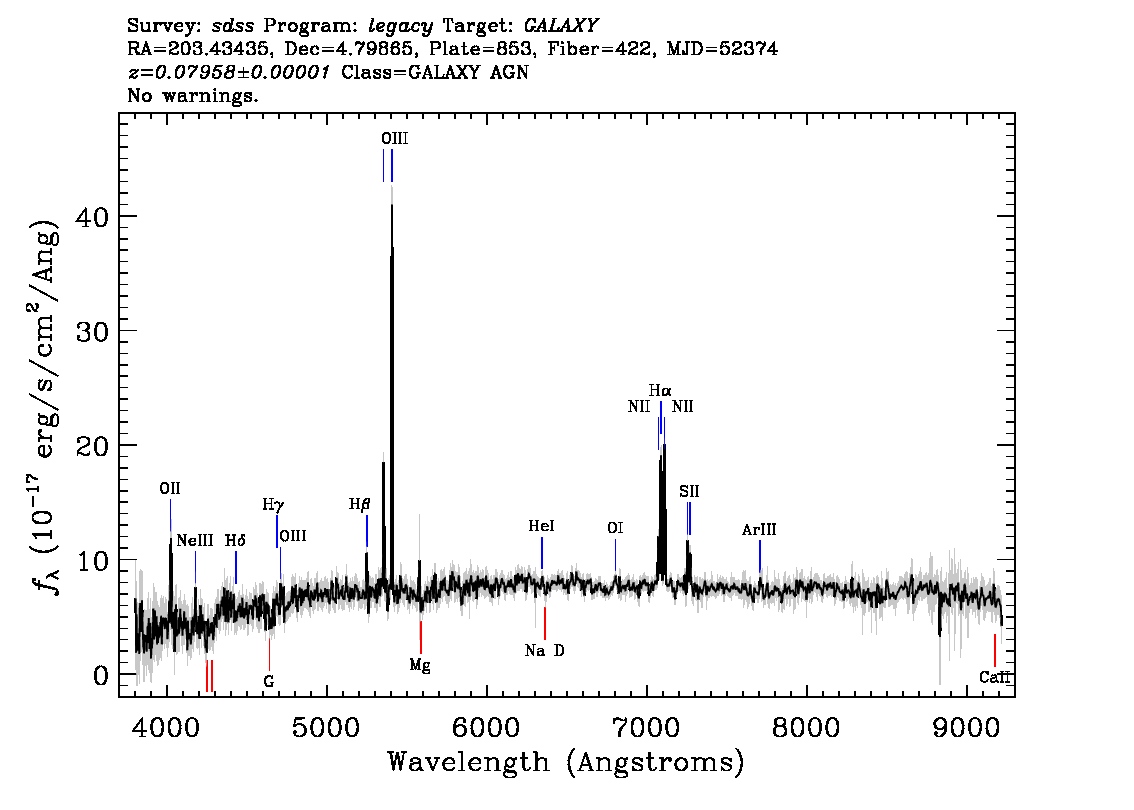 Survey: sdss Program: legacy Target: GALAXY
RA=203.43435, Dec=4.79865, Plate=853, Fiber=422, MJD=52374
z=0.07958±0.00001 Class=GALAXY AGN
No warnings.
OIII
Hα
NII NII
OII
Hγ
Hβ
SII
NeIII Hδ OIII
HeI
OI
ArIII
Na D
Mg
G
CaII
0
10
20
30
40
4000 5000 6000 7000 8000 9000
Wavelength (Angstroms)
fλ (10−17 erg/s/cm2/Ang)